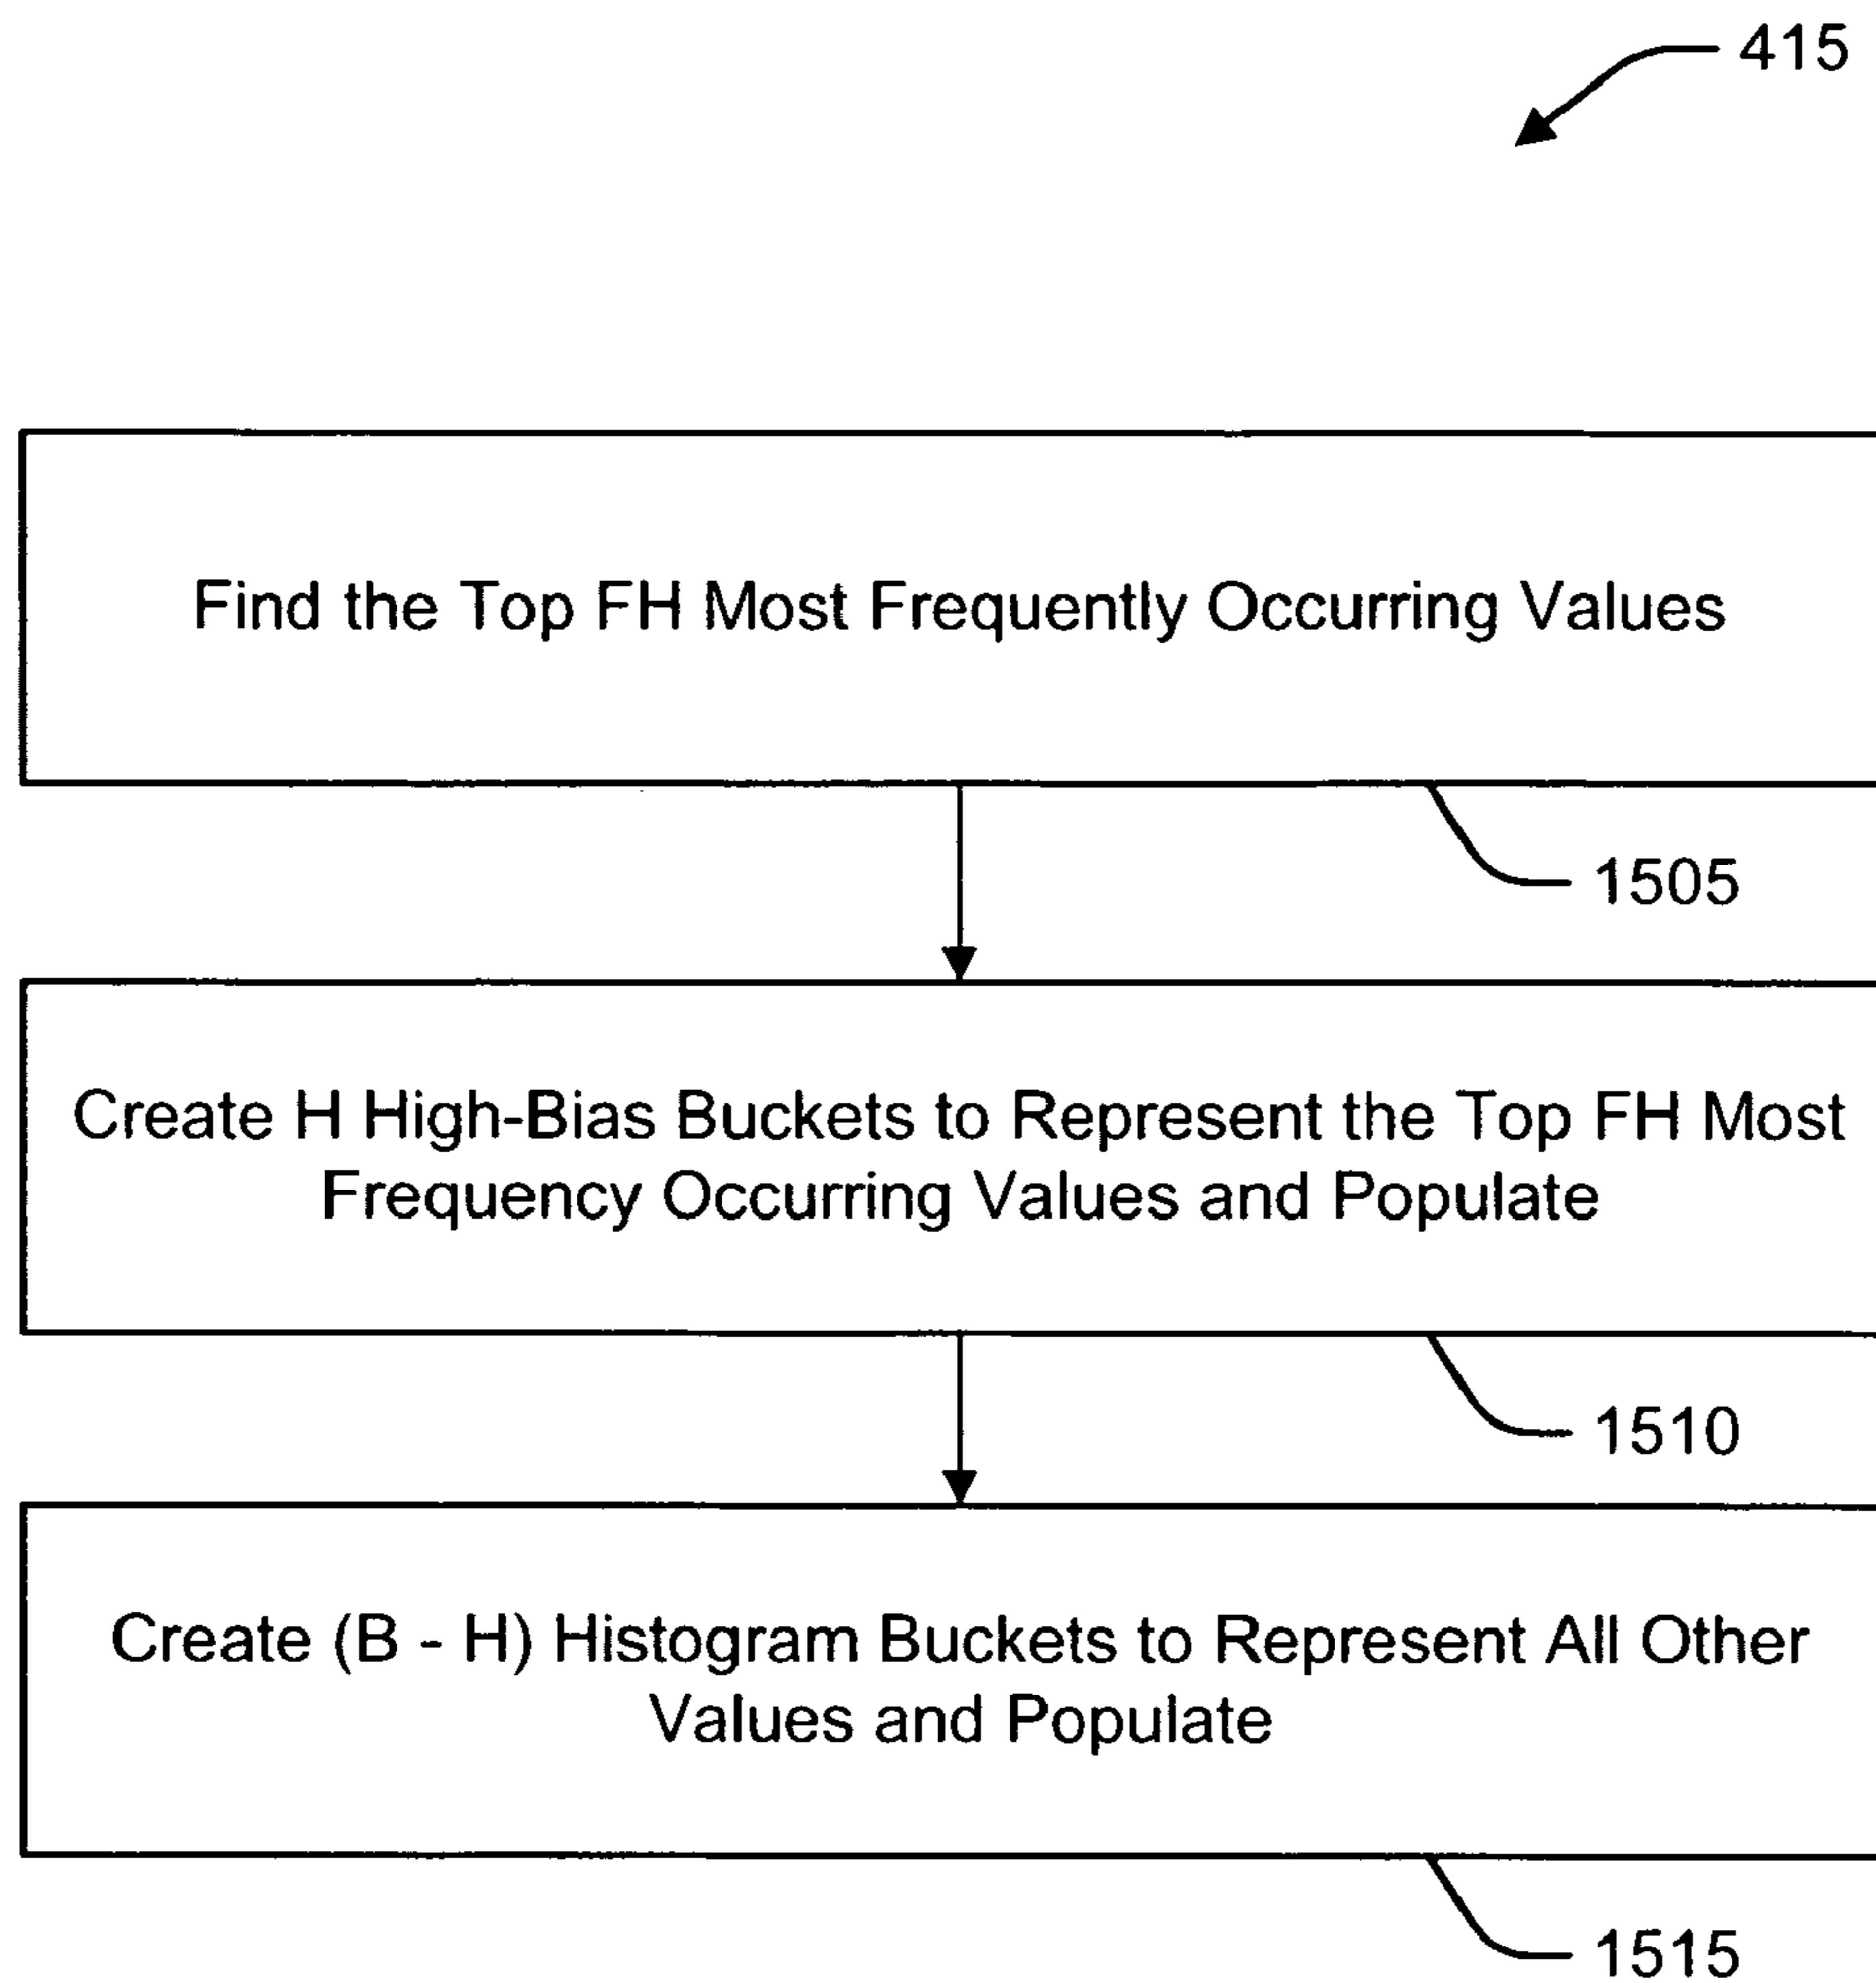 415
Find the Top FH Most Frequently Occurring Values
1505
Create H High-Bias Buckets to Represent the Top FH Most
Frequency Occurring Values and Populate
1510
Create (B - H) Histogram Buckets to Represent All Other
Values and Populate
1515